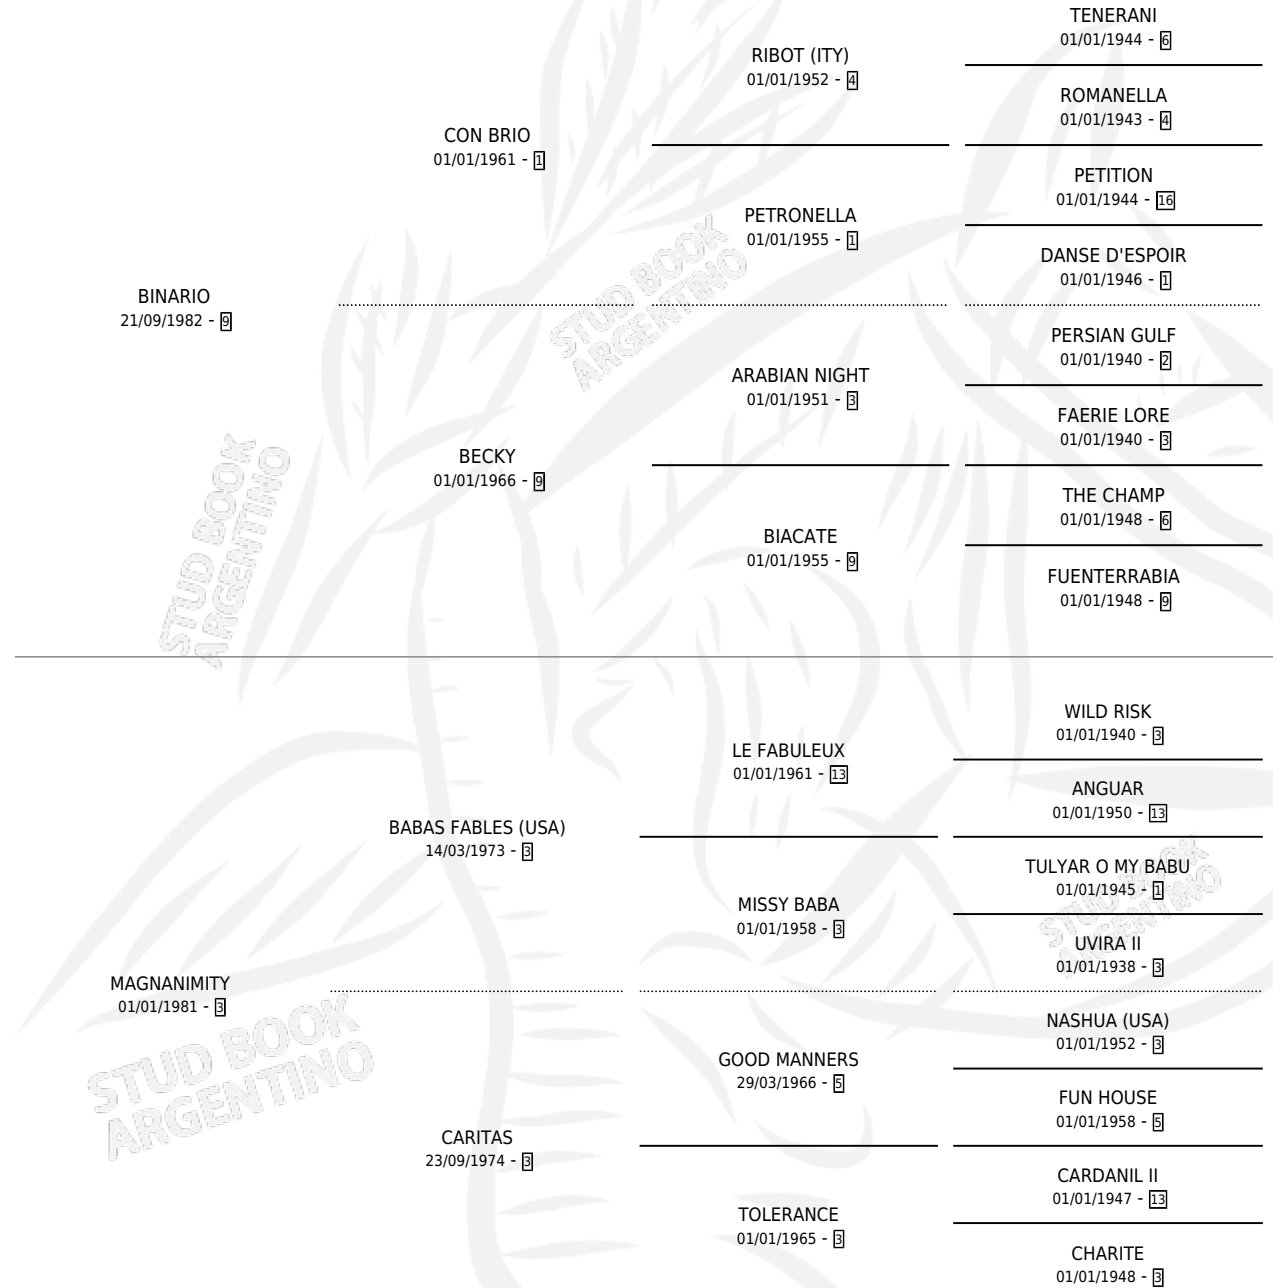 TENERANI
01/01/1944 - 6
RIBOT (ITY)
01/01/1952 - 4
ROMANELLA
01/01/1943 - 4
CON BRIO
01/01/1961 - 1
PETITION
01/01/1944 - 16
PETRONELLA
01/01/1955 - 1
DANSE D'ESPOIR
01/01/1946 - 1
BINARIO
21/09/1982 - 9
PERSIAN GULF
01/01/1940 - 2
ARABIAN NIGHT
01/01/1951 - 3
FAERIE LORE
01/01/1940 - 3
BECKY
01/01/1966 - 9
THE CHAMP
01/01/1948 - 6
BIACATE
01/01/1955 - 9
FUENTERRABIA
01/01/1948 - 9
WILD RISK
01/01/1940 - 3
LE FABULEUX
01/01/1961 - 13
ANGUAR
01/01/1950 - 13
BABAS FABLES (USA)
14/03/1973 - 3
TULYAR O MY BABU
01/01/1945 - 1
MISSY BABA
01/01/1958 - 3
UVIRA II
01/01/1938 - 3
MAGNANIMITY
01/01/1981 - 3
NASHUA (USA)
01/01/1952 - 3
GOOD MANNERS
29/03/1966 - 5
FUN HOUSE
01/01/1958 - 5
CARITAS
23/09/1974 - 3
CARDANIL II
01/01/1947 - 13
TOLERANCE
01/01/1965 - 3
CHARITE
01/01/1948 - 3
STUD BOOK
ARGENTINO
STUD BOOK
ARGENTINO
STUD BOOK
ARGENTINO
STUD BOOK
ARGENTINO